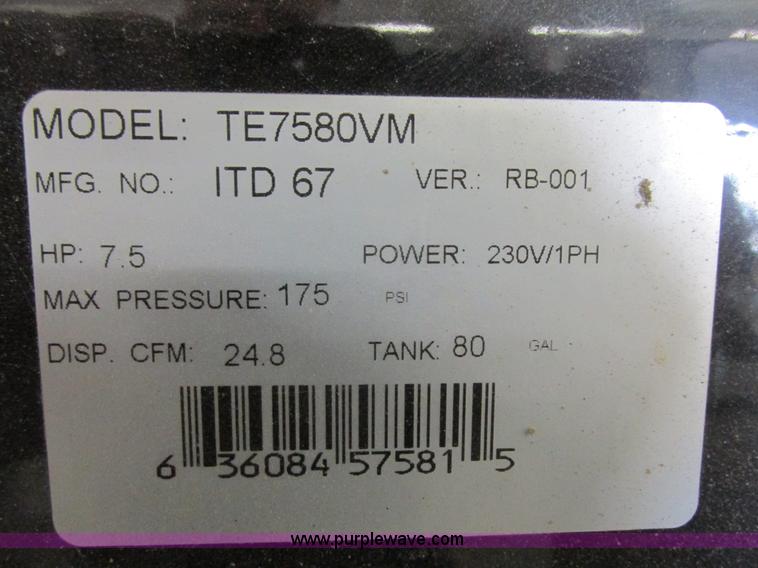 MODEL: TE7580VM
MFG. NO.: ITD 67 VER.: RB-001
HP: 7.5 POWER: 230V/1PH
MAX PRESSURE: 175 PSI
DISP. CFM: 24.8 TANK: 80 GAL
6 36084 57581 5
www.purplewave.com